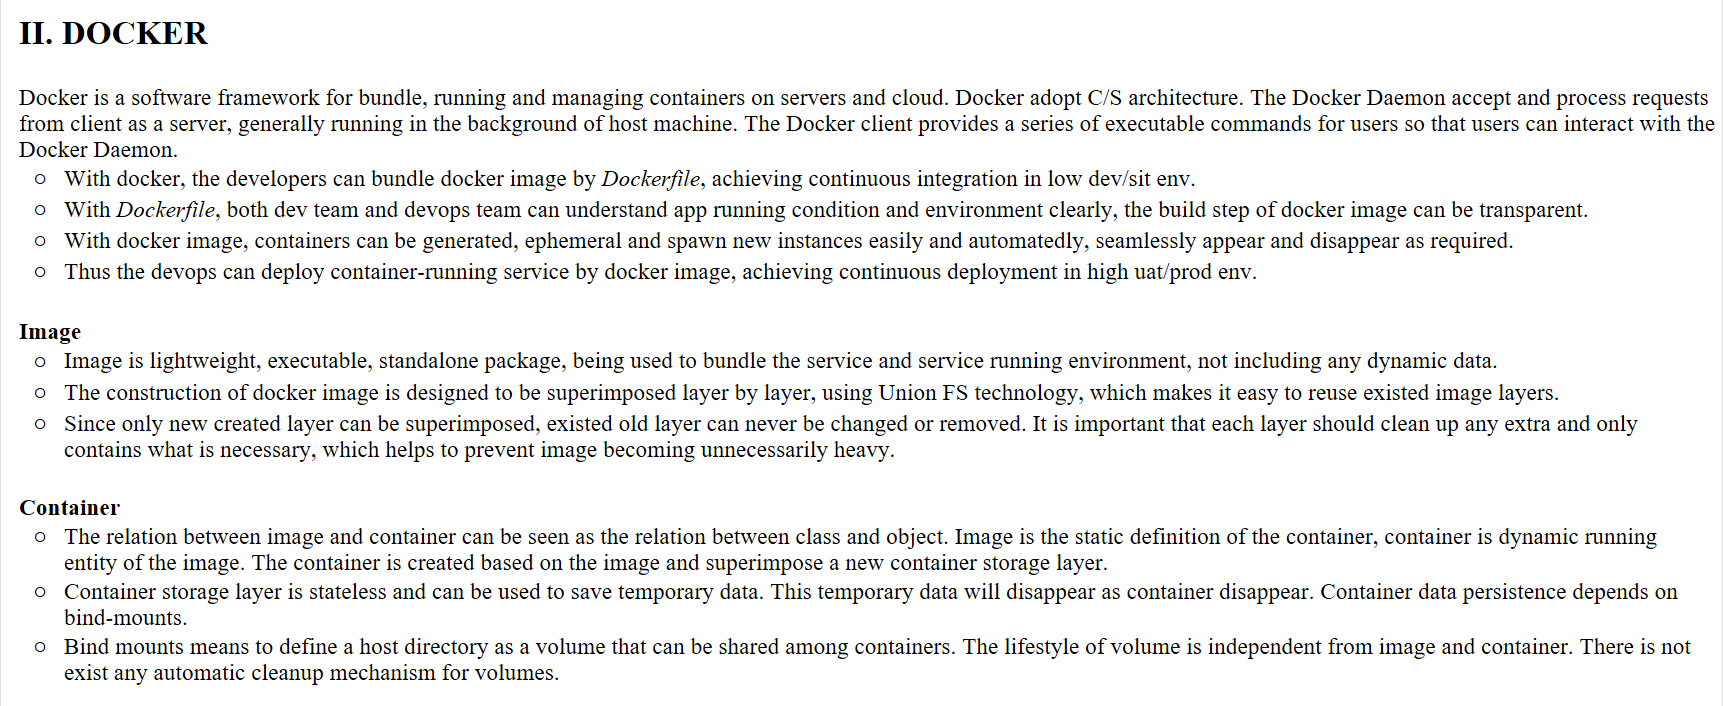 II. DOCKER
Docker is a software framework for bundle, running and managing containers on servers and cloud. Docker adopt C/S architecture. The Docker Daemon accept and process requests
from client as a server, generally running in the background of host machine. The Docker client provides a series of executable commands for users so that users can interact with the
Docker Daemon.
○ With docker, the developers can bundle docker image by Dockerfile, achieving continuous integration in low dev/sit env.
○ With Dockerfile, both dev team and devops team can understand app running condition and environment clearly, the build step of docker image can be transparent.
○ With docker image, containers can be generated, ephemeral and spawn new instances easily and automatedly, seamlessly appear and disappear as required.
○ Thus the devops can deploy container-running service by docker image, achieving continuous deployment in high uat/prod env.
Image
○ Image is lightweight, executable, standalone package, being used to bundle the service and service running environment, not including any dynamic data.
○ The construction of docker image is designed to be superimposed layer by layer, using Union FS technology, which makes it easy to reuse existed image layers.
○ Since only new created layer can be superimposed, existed old layer can never be changed or removed. It is important that each layer should clean up any extra and only
contains what is necessary, which helps to prevent image becoming unnecessarily heavy.
Container
○ The relation between image and container can be seen as the relation between class and object. Image is the static definition of the container, container is dynamic running
entity of the image. The container is created based on the image and superimpose a new container storage layer.
○ Container storage layer is stateless and can be used to save temporary data. This temporary data will disappear as container disappear. Container data persistence depends on
bind-mounts.
○ Bind mounts means to define a host directory as a volume that can be shared among containers. The lifestyle of volume is independent from image and container. There is not
exist any automatic cleanup mechanism for volumes.